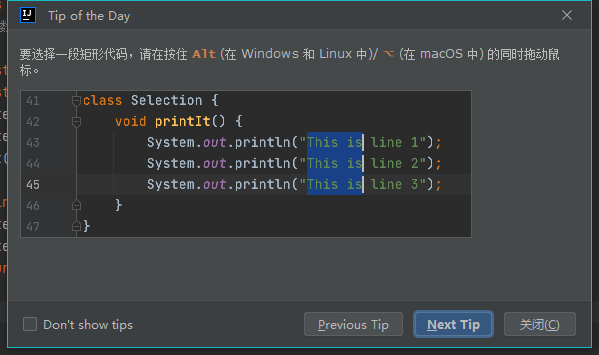 IJ
Tip of the Day
要选择一段矩形代码，请在按住 Alt (在 Windows 和 Linux 中)/ ⌥ (在 macOS 中) 的同时拖动鼠
标。
41 class Selection {
42 void printIt() {
43 System.out.println("This is line 1");
44 System.out.println("This is line 2");
45 System.out.println("This is line 3");
46 }
47 }
Don't show tips
Previous Tip
Next Tip
关闭(C)